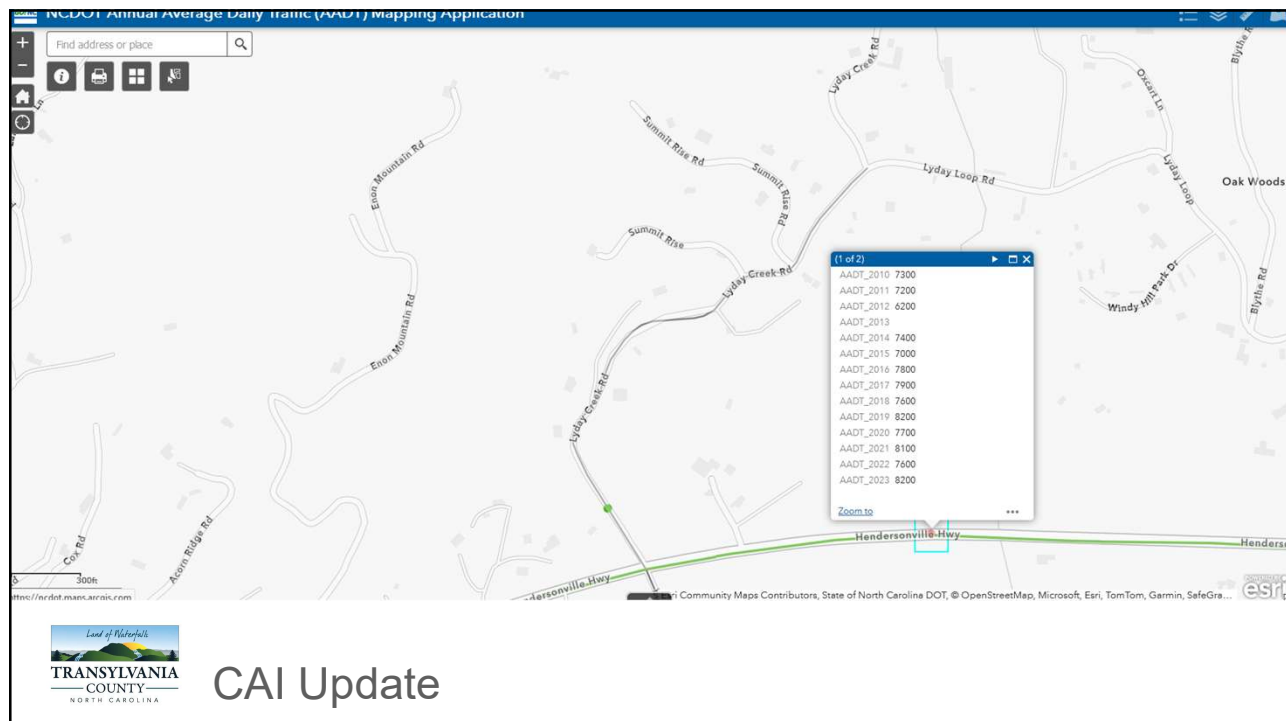 NCDOT Annual Average Daily Traffic (AADT) Mapping Application
+
Find address or place
−
Lyday Creek Rd
Oxcart Ln
Summit Rise Rd
Enon Mountain Rd
Summit Rise Rd
Lyday Loop Rd
Lyday Loop
Oak Woods
Summit Rise
Lyday Creek Rd
Windy Hill Park Dr
Blythe Rd
Enon Mountain Rd
Lyday Creek Rd
(1 of 2)
AADT_2010 7300
AADT_2011 7200
AADT_2012 6200
AADT_2013
AADT_2014 7400
AADT_2015 7000
AADT_2016 7800
AADT_2017 7900
AADT_2018 7600
AADT_2019 8200
AADT_2020 7700
AADT_2021 8100
AADT_2022 7600
AADT_2023 8200
Zoom to
Hendersonville Hwy
Cox Rd
Acorn Ridge Rd
300ft
https://ncdot.maps.arcgis.com
Esri Community Maps Contributors, State of North Carolina DOT, © OpenStreetMap, Microsoft, Esri, TomTom, Garmin, SafeGra...
esri
Land of Waterfalls
TRANSYLVANIA
COUNTY
NORTH CAROLINA
CAI Update